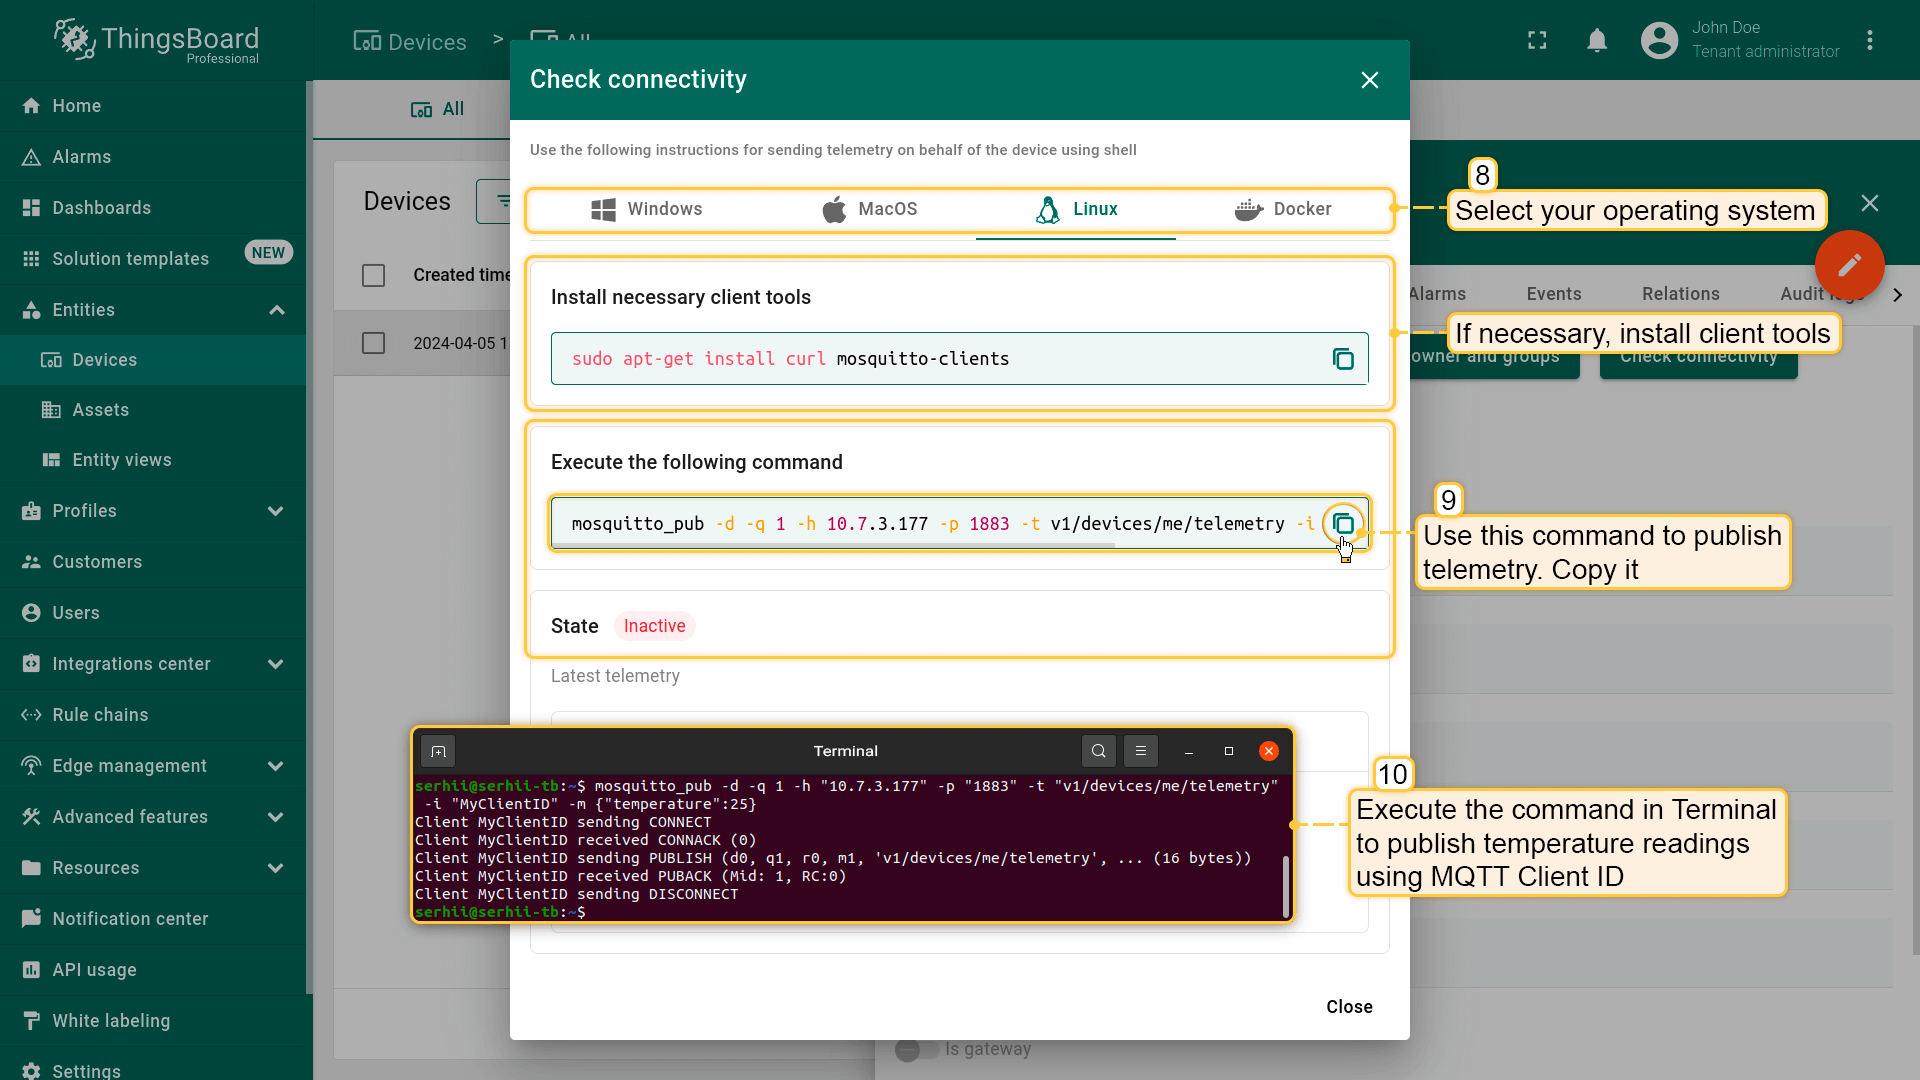 ThingsBoard
Professional
Devices > All
John Doe
Tenant administrator
Home
Alarms
Dashboards
Solution templates NEW
Entities
Devices
Assets
Entity views
Profiles
Customers
Users
Integrations center
Rule chains
Edge management
Advanced features
Resources
Notification center
API usage
White labeling
Settings
All
Devices
Created time
2024-04-05 1
Check connectivity
Use the following instructions for sending telemetry on behalf of the device using shell
Windows MacOS Linux Docker
Install necessary client tools
sudo apt-get install curl mosquitto-clients
Execute the following command
mosquitto_pub -d -q 1 -h 10.7.3.177 -p 1883 -t v1/devices/me/telemetry -i
State Inactive
Latest telemetry
Close
Alarms Events Relations Audit logs
owner and groups Check connectivity
Is gateway
8
Select your operating system
If necessary, install client tools
9
Use this command to publish
telemetry. Copy it
10
Execute the command in Terminal
to publish temperature readings
using MQTT Client ID
Terminal
serhii@serhii-tb:~$ mosquitto_pub -d -q 1 -h "10.7.3.177" -p "1883" -t "v1/devices/me/telemetry"
-i "MyClientID" -m {"temperature":25}
Client MyClientID sending CONNECT
Client MyClientID received CONNACK (0)
Client MyClientID sending PUBLISH (d0, q1, r0, m1, 'v1/devices/me/telemetry', ... (16 bytes))
Client MyClientID received PUBACK (Mid: 1, RC:0)
Client MyClientID sending DISCONNECT
serhii@serhii-tb:~$